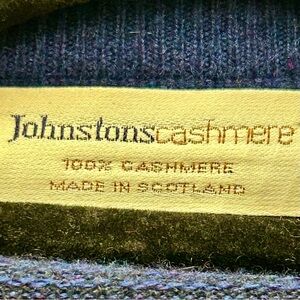 Johnstonscashmere
100% CASHMERE
MADE IN SCOTLAND